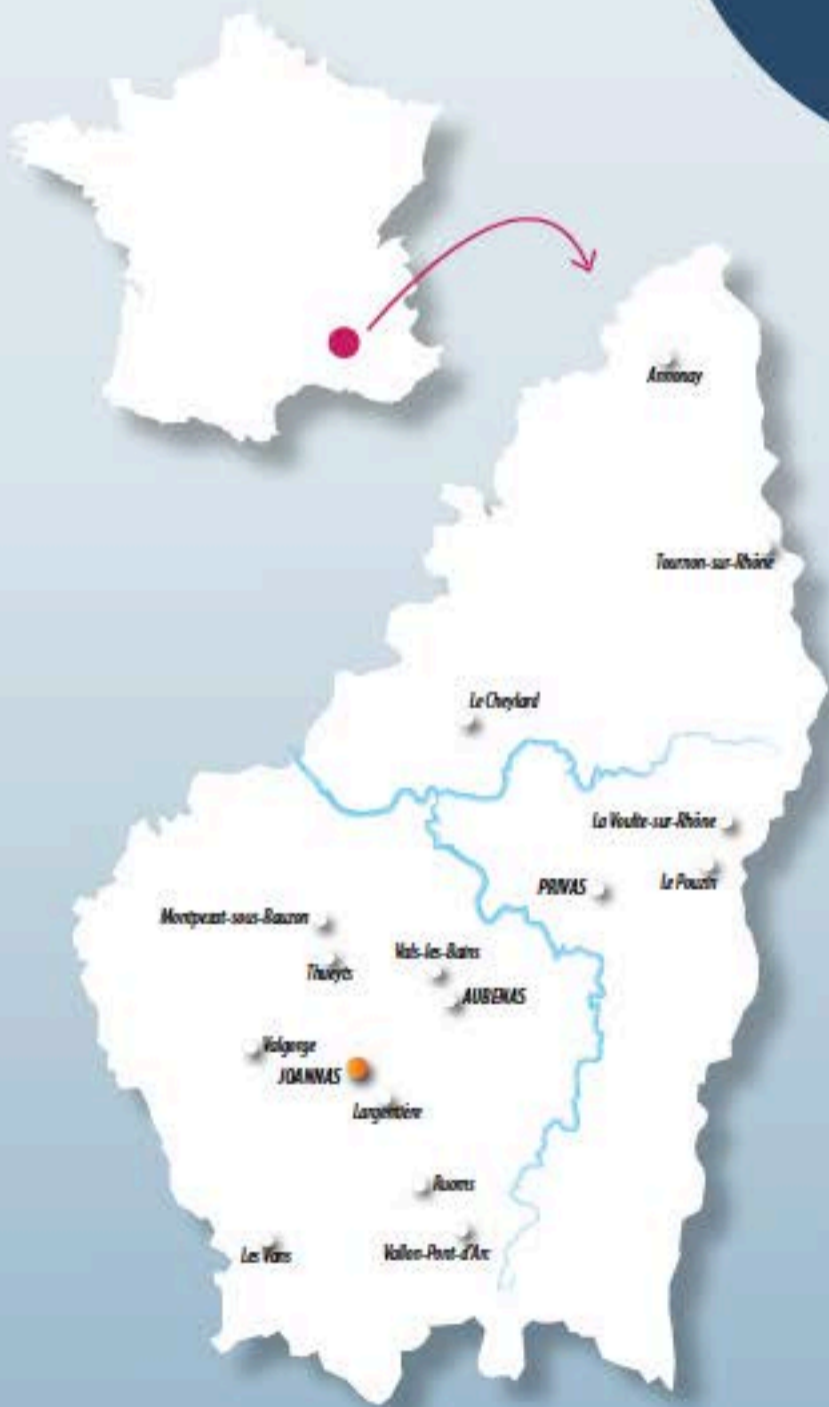 Annonay
Tournon-sur-Rhône
Le Cheylard
La Voulte-sur-Rhône
Le Pouzin
PRIVAS
Montpezat-sous-Bauzon
Thueyts
Vals-les-Bains
AUBENAS
Valgorge
JOANNAS
Largentière
Ruoms
Les Vans
Vallon-Pont-d'Arc